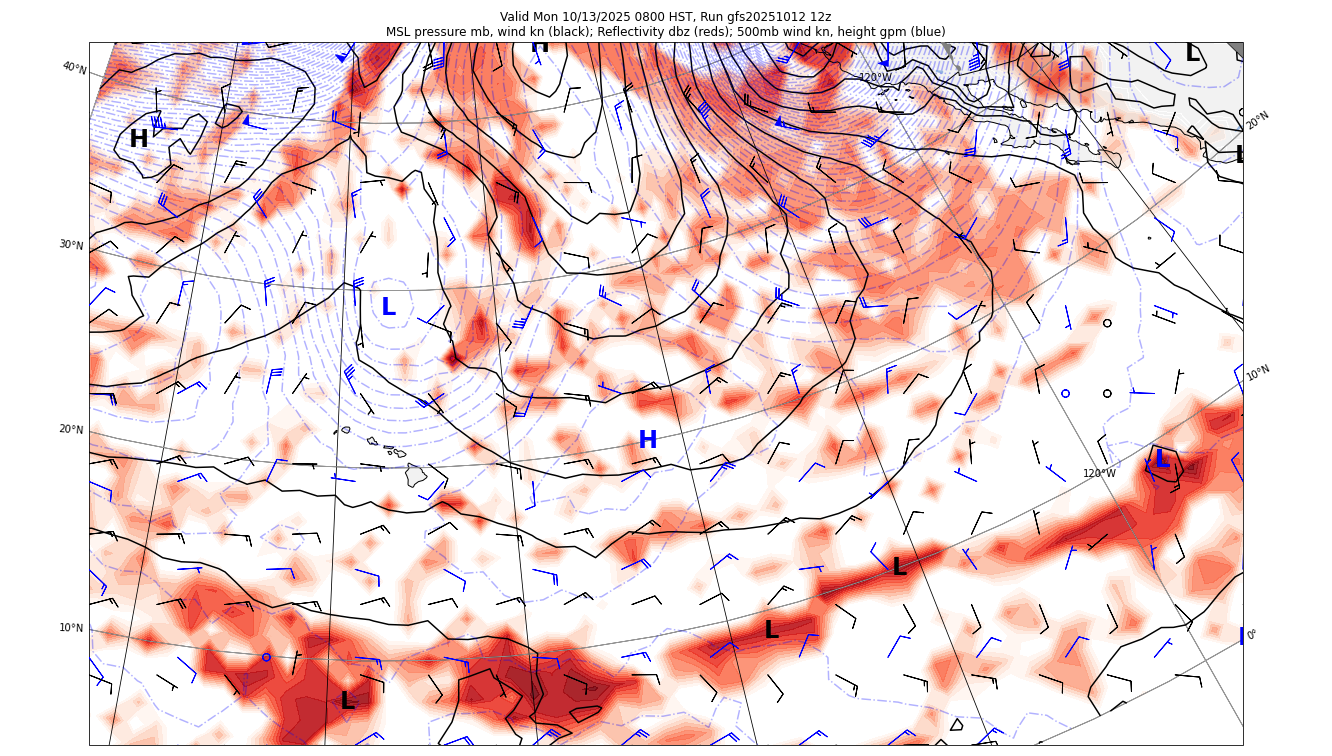 Valid Mon 10/13/2025 0800 HST, Run gfs20251012 12z
MSL pressure mb, wind kn (black); Reflectivity dbz (reds); 500mb wind kn, height gpm (blue)
H
L
40°N
120°W
20°N
H
L
30°N
L
10°N
20°N
H
L
120°W
L
10°N
L
0°
L